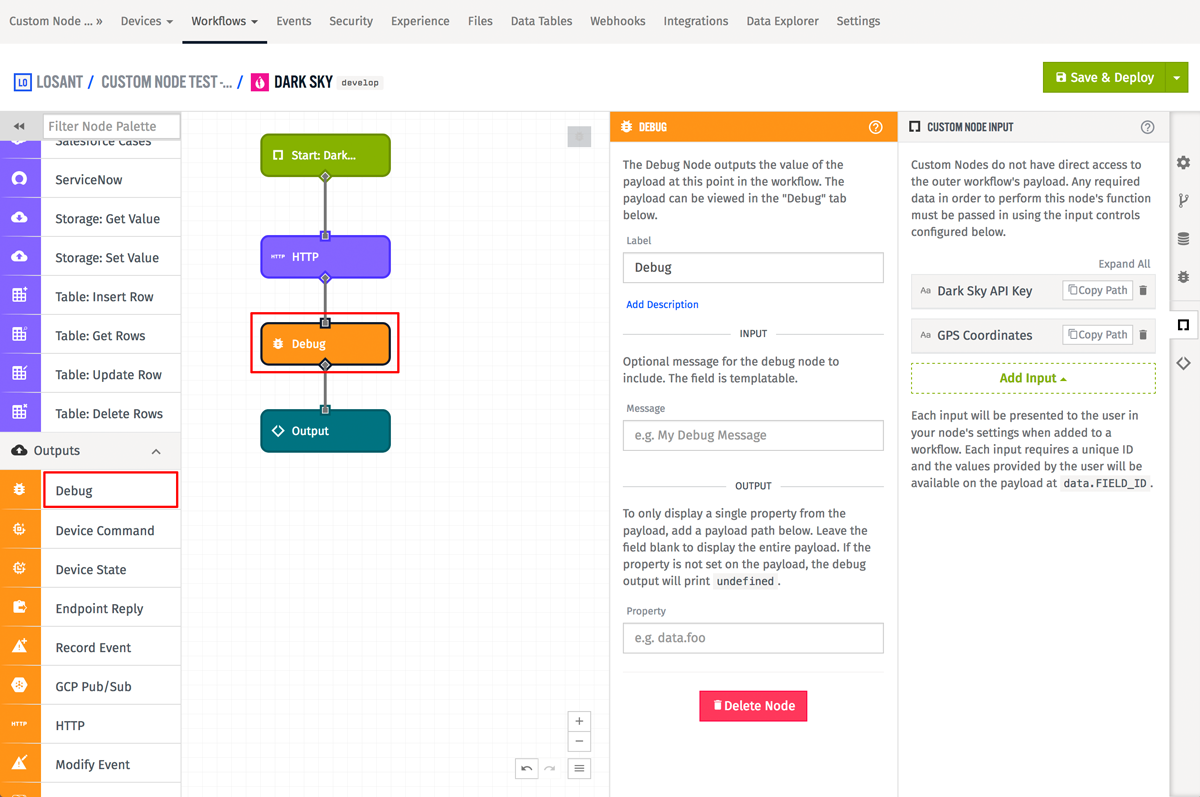 Custom Node ... »
Devices
Workflows
Events
Security
Experience
Files
Data Tables
Webhooks
Integrations
Data Explorer
Settings
LO LOSANT / CUSTOM NODE TEST -... / DARK SKY develop
Save & Deploy
Filter Node Palette
Salesforce Cases
ServiceNow
Storage: Get Value
Storage: Set Value
Table: Insert Row
Table: Get Rows
Table: Update Row
Table: Delete Rows
Outputs
Debug
Device Command
Device State
Endpoint Reply
Record Event
GCP Pub/Sub
HTTP HTTP
Modify Event
Start: Dark...
HTTP HTTP
Debug
Output
+
−
DEBUG
The Debug Node outputs the value of the
payload at this point in the workflow. The
payload can be viewed in the "Debug" tab
below.
Label
Debug
Add Description
INPUT
Optional message for the debug node to
include. The field is templatable.
Message
e.g. My Debug Message
OUTPUT
To only display a single property from the
payload, add a payload path below. Leave the
field blank to display the entire payload. If the
property is not set on the payload, the debug
output will print undefined.
Property
e.g. data.foo
Delete Node
CUSTOM NODE INPUT
Custom Nodes do not have direct access to
the outer workflow's payload. Any required
data in order to perform this node's function
must be passed in using the input controls
configured below.
Expand All
Aa Dark Sky API Key Copy Path
Aa GPS Coordinates Copy Path
Add Input
Each input will be presented to the user in
your node's settings when added to a
workflow. Each input requires a unique ID
and the values provided by the user will be
available on the payload at data.FIELD_ID.